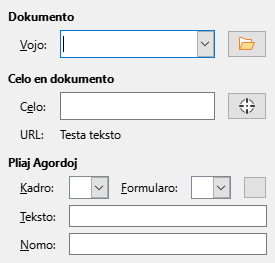 Dokumento
Vojo:
Celo en dokumento
Celo:
URL: Testa teksto
Pliaj Agordoj
Kadro: Formularo:
Teksto:
Nomo: